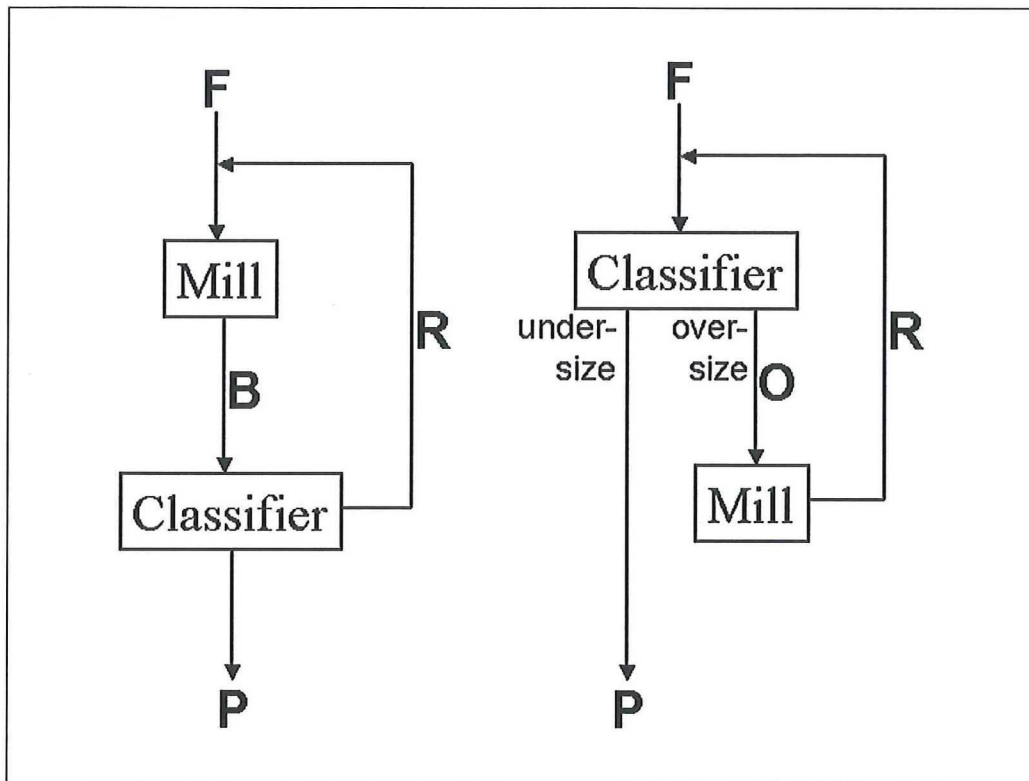 F
Mill
R
B
Classifier
P
F
Classifier
under-
size
over-
size
R
O
Mill
P